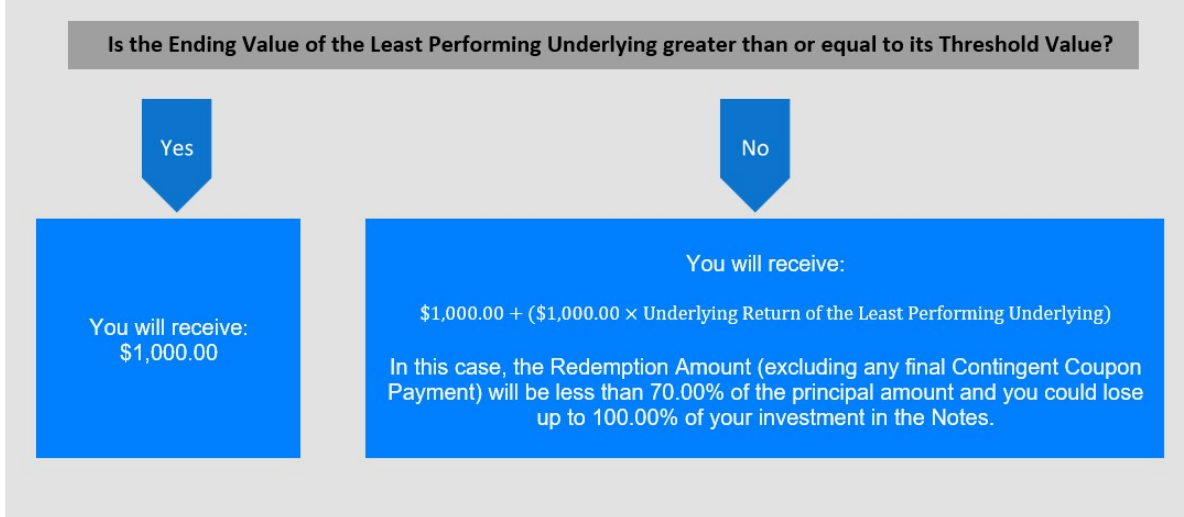 Is the Ending Value of the Least Performing Underlying greater than or equal to its Threshold Value?
Yes
No
You will receive:
$1,000.00
You will receive:
$1,000.00 + ($1,000.00 × Underlying Return of the Least Performing Underlying)
In this case, the Redemption Amount (excluding any final Contingent Coupon
Payment) will be less than 70.00% of the principal amount and you could lose
up to 100.00% of your investment in the Notes.